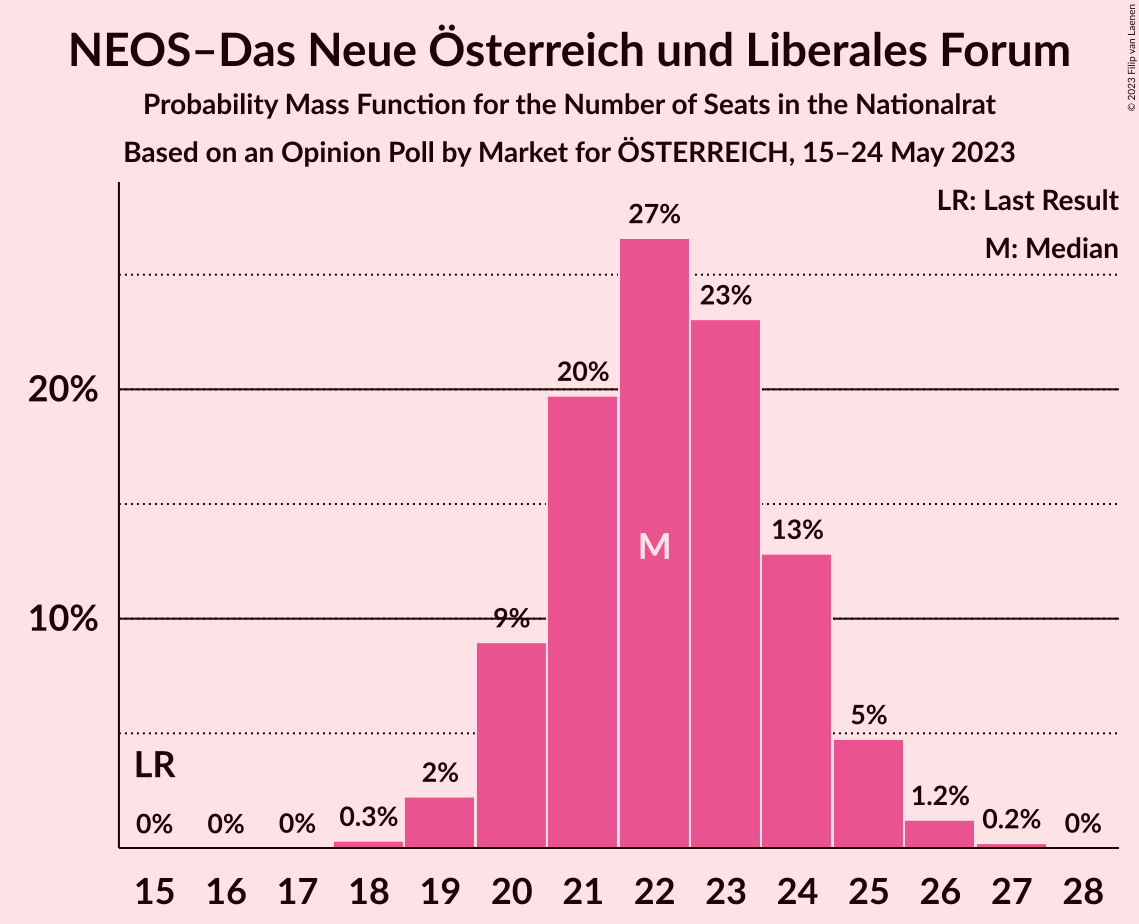 NEOS–Das Neue Österreich und Liberales Forum
Probability Mass Function for the Number of Seats in the Nationalrat
Based on an Opinion Poll by Market for ÖSTERREICH, 15–24 May 2023
© 2023 Filip van Laenen
LR: Last Result
M: Median
27%
23%
20%
20%
13%
M
10%
9%
5%
LR
2%
1.2%
0% 0% 0% 0.3% 0.2% 0%
15 16 17 18 19 20 21 22 23 24 25 26 27 28